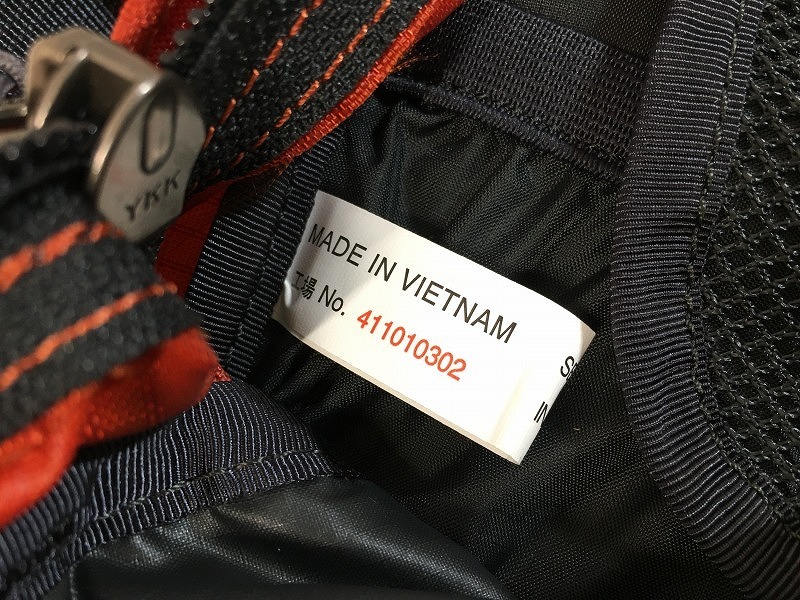 YKK
MADE IN VIETNAM
工場 No. 411010302